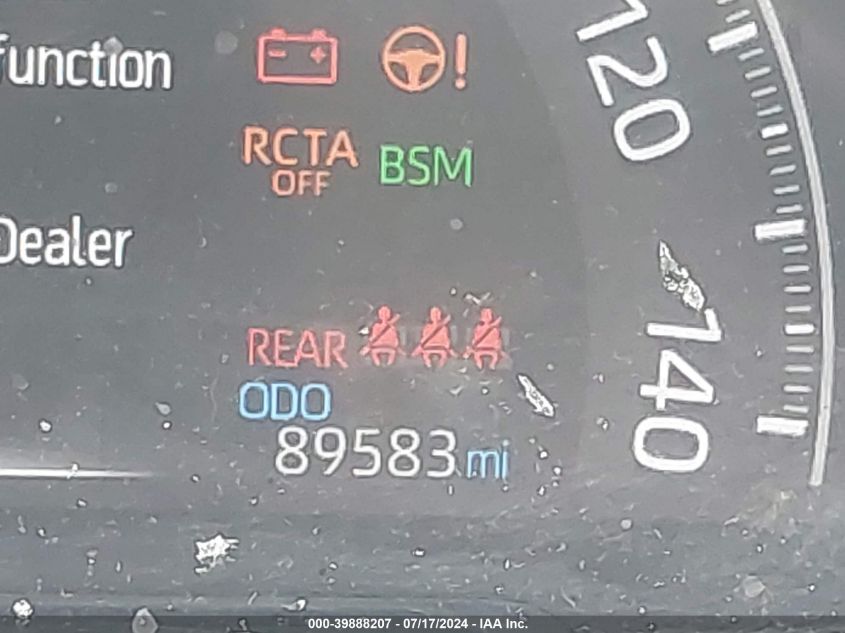 function
!
RCTA
OFF
BSM
120
Dealer
REAR
140
ODO
89583 mi
000-39888207 - 07/17/2024 - IAA Inc.